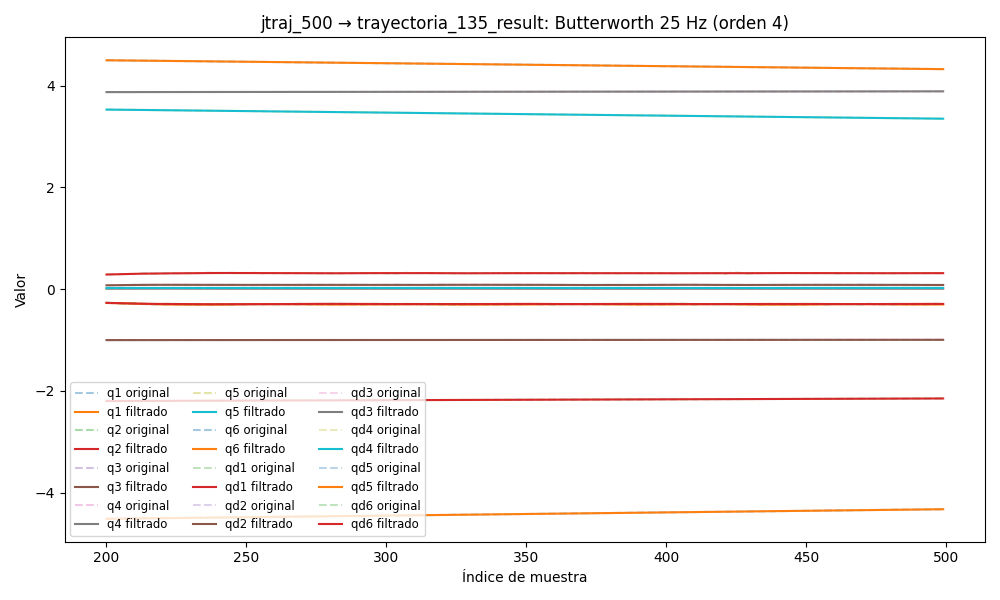 jtraj_500 → trayectoria_135_result: Butterworth 25 Hz (orden 4)
Valor
4
2
0
−2
−4
q1 original q5 original qd3 original
q1 filtrado q5 filtrado qd3 filtrado
q2 original q6 original qd4 original
q2 filtrado q6 filtrado qd4 filtrado
q3 original qd1 original qd5 original
q3 filtrado qd1 filtrado qd5 filtrado
q4 original qd2 original qd6 original
q4 filtrado qd2 filtrado qd6 filtrado
200 250 300 350 400 450 500
Índice de muestra